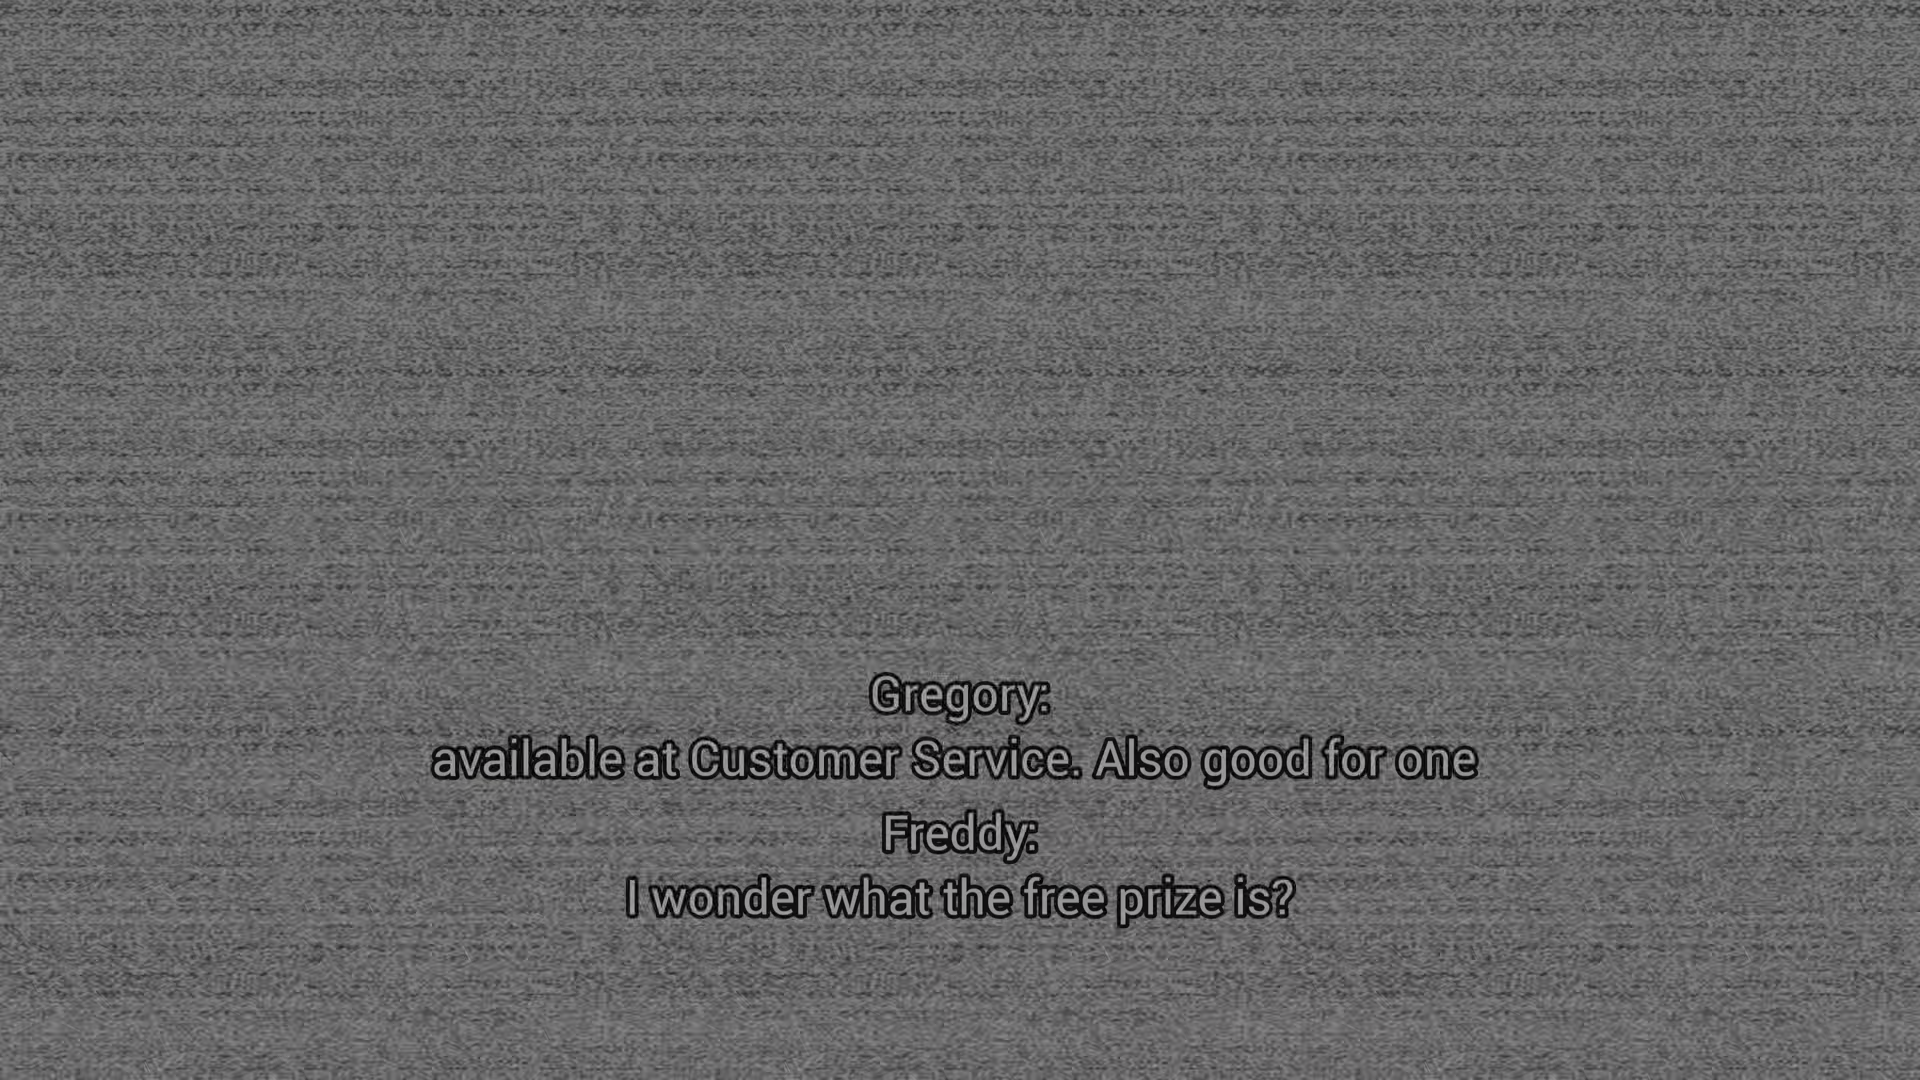 Gregory:
available at Customer Service. Also good for one
Freddy:
I wonder what the free prize is?